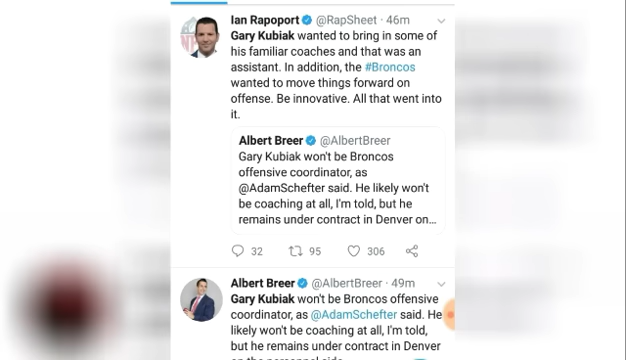 Ian Rapoport @RapSheet · 46m
Gary Kubiak wanted to bring in some of
his familiar coaches and that was an
assistant. In addition, the #Broncos
wanted to move things forward on
offense. Be innovative. All that went into
it.
Albert Breer @AlbertBreer
Gary Kubiak won't be Broncos
offensive coordinator, as
@AdamSchefter said. He likely won't
be coaching at all, I'm told, but he
remains under contract in Denver on...
32 95 306
Albert Breer @AlbertBreer · 49m
Gary Kubiak won't be Broncos offensive
coordinator, as @AdamSchefter said. He
likely won't be coaching at all, I'm told,
but he remains under contract in Denver
on the personnel side.